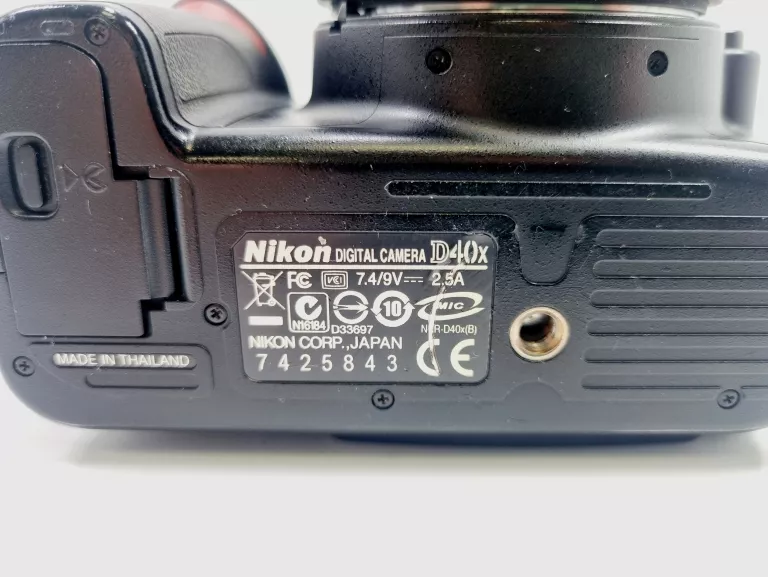 Nikon DIGITAL CAMERA D40x
FC VCI 7.4/9V⎓ 2.5A
N16184 D33697 10 MIC
NIKON CORP.,JAPAN
7425843 CE
MADE IN THAILAND